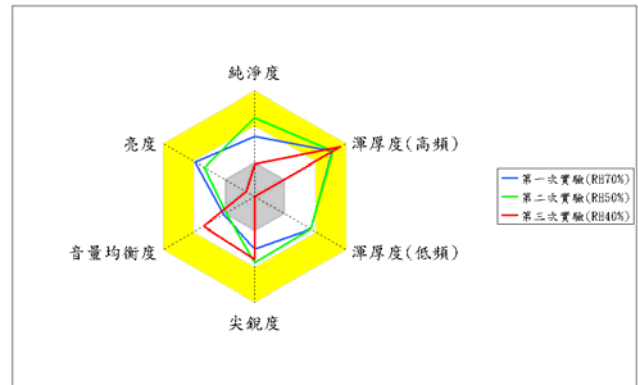 純淨度
亮度
渾厚度(高頻)
第一次實驗(RH70%)
第二次實驗(RH50%)
第三次實驗(RH40%)
音量均衡度
渾厚度(低頻)
尖銳度